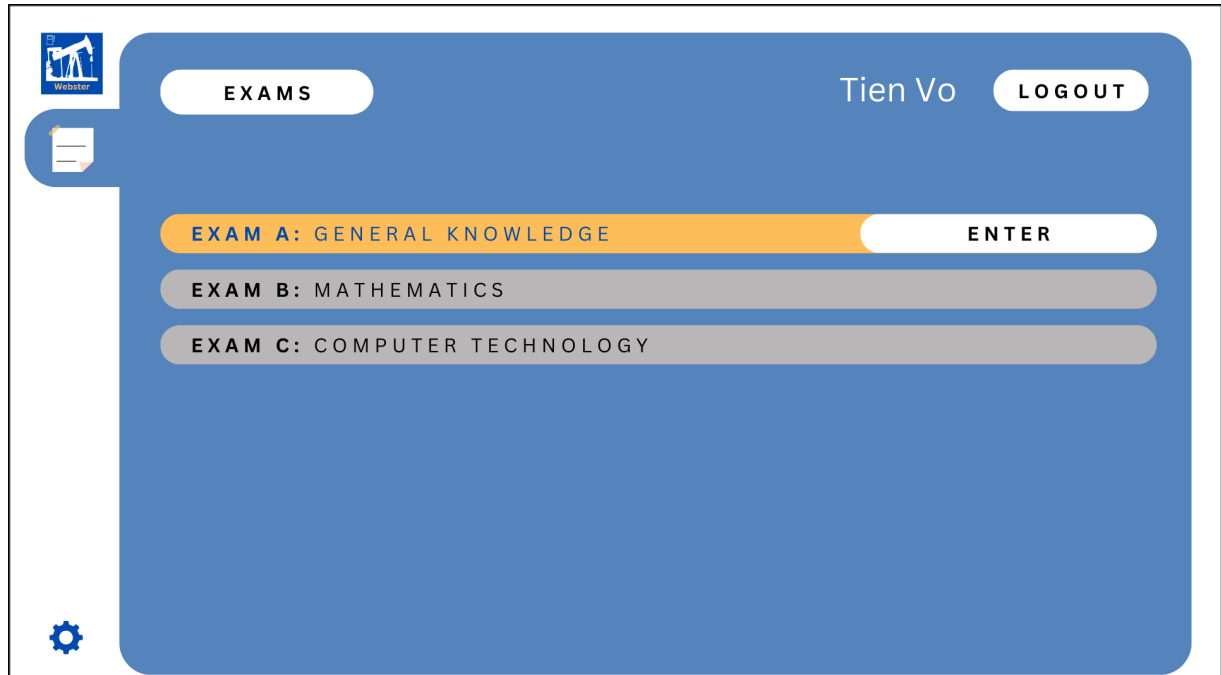 Webster
EXAMS
Tien Vo
LOGOUT
EXAM A: GENERAL KNOWLEDGE
ENTER
EXAM B: MATHEMATICS
EXAM C: COMPUTER TECHNOLOGY